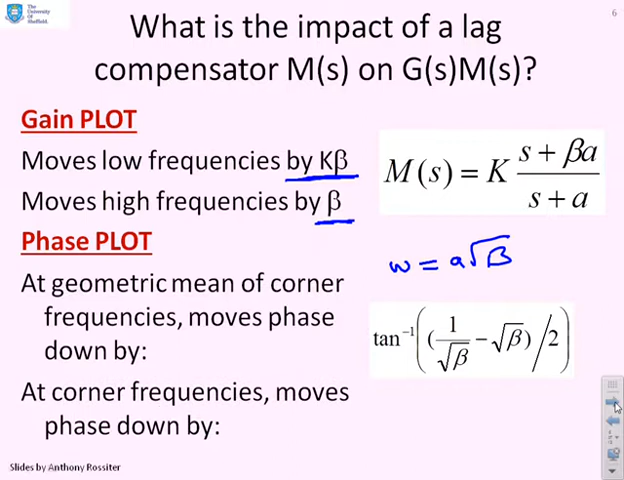 The University Of Sheffield.
6
What is the impact of a lag
compensator M(s) on G(s)M(s)?
Gain PLOT
Moves low frequencies by Kβ
Moves high frequencies by β
Phase PLOT
At geometric mean of corner
frequencies, moves phase
down by:
At corner frequencies, moves
phase down by:
M(s) = K (s + βa)/(s + a)
w = a√β
tan⁻¹((1/√β − √β)/2)
Slides by Anthony Rossiter